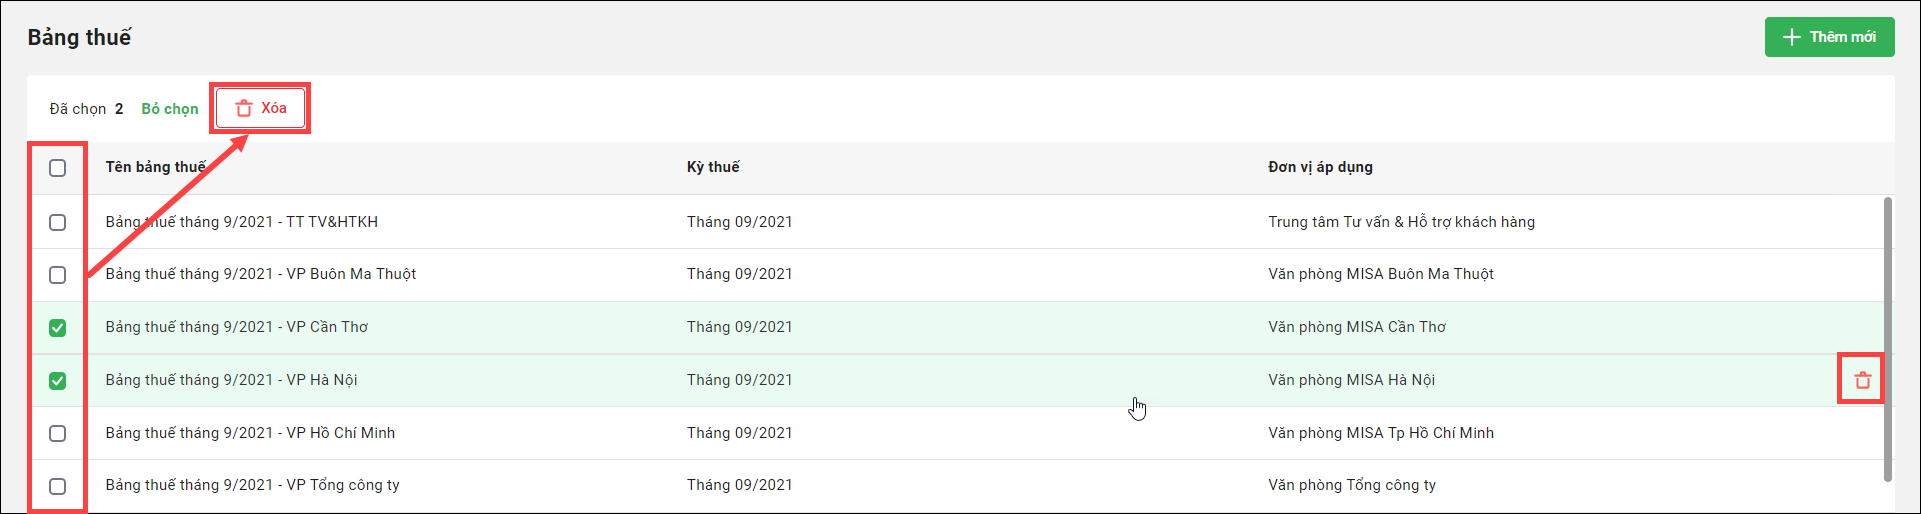 Bảng thuế
Thêm mới
Đã chọn 2 Bỏ chọn Xóa
Tên bảng thuế Kỳ thuế Đơn vị áp dụng
Bảng thuế tháng 9/2021 - TT TV&HTKH Tháng 09/2021 Trung tâm Tư vấn & Hỗ trợ khách hàng
Bảng thuế tháng 9/2021 - VP Buôn Ma Thuột Tháng 09/2021 Văn phòng MISA Buôn Ma Thuột
Bảng thuế tháng 9/2021 - VP Cần Thơ Tháng 09/2021 Văn phòng MISA Cần Thơ
Bảng thuế tháng 9/2021 - VP Hà Nội Tháng 09/2021 Văn phòng MISA Hà Nội
Bảng thuế tháng 9/2021 - VP Hồ Chí Minh Tháng 09/2021 Văn phòng MISA Tp Hồ Chí Minh
Bảng thuế tháng 9/2021 - VP Tổng công ty Tháng 09/2021 Văn phòng Tổng công ty